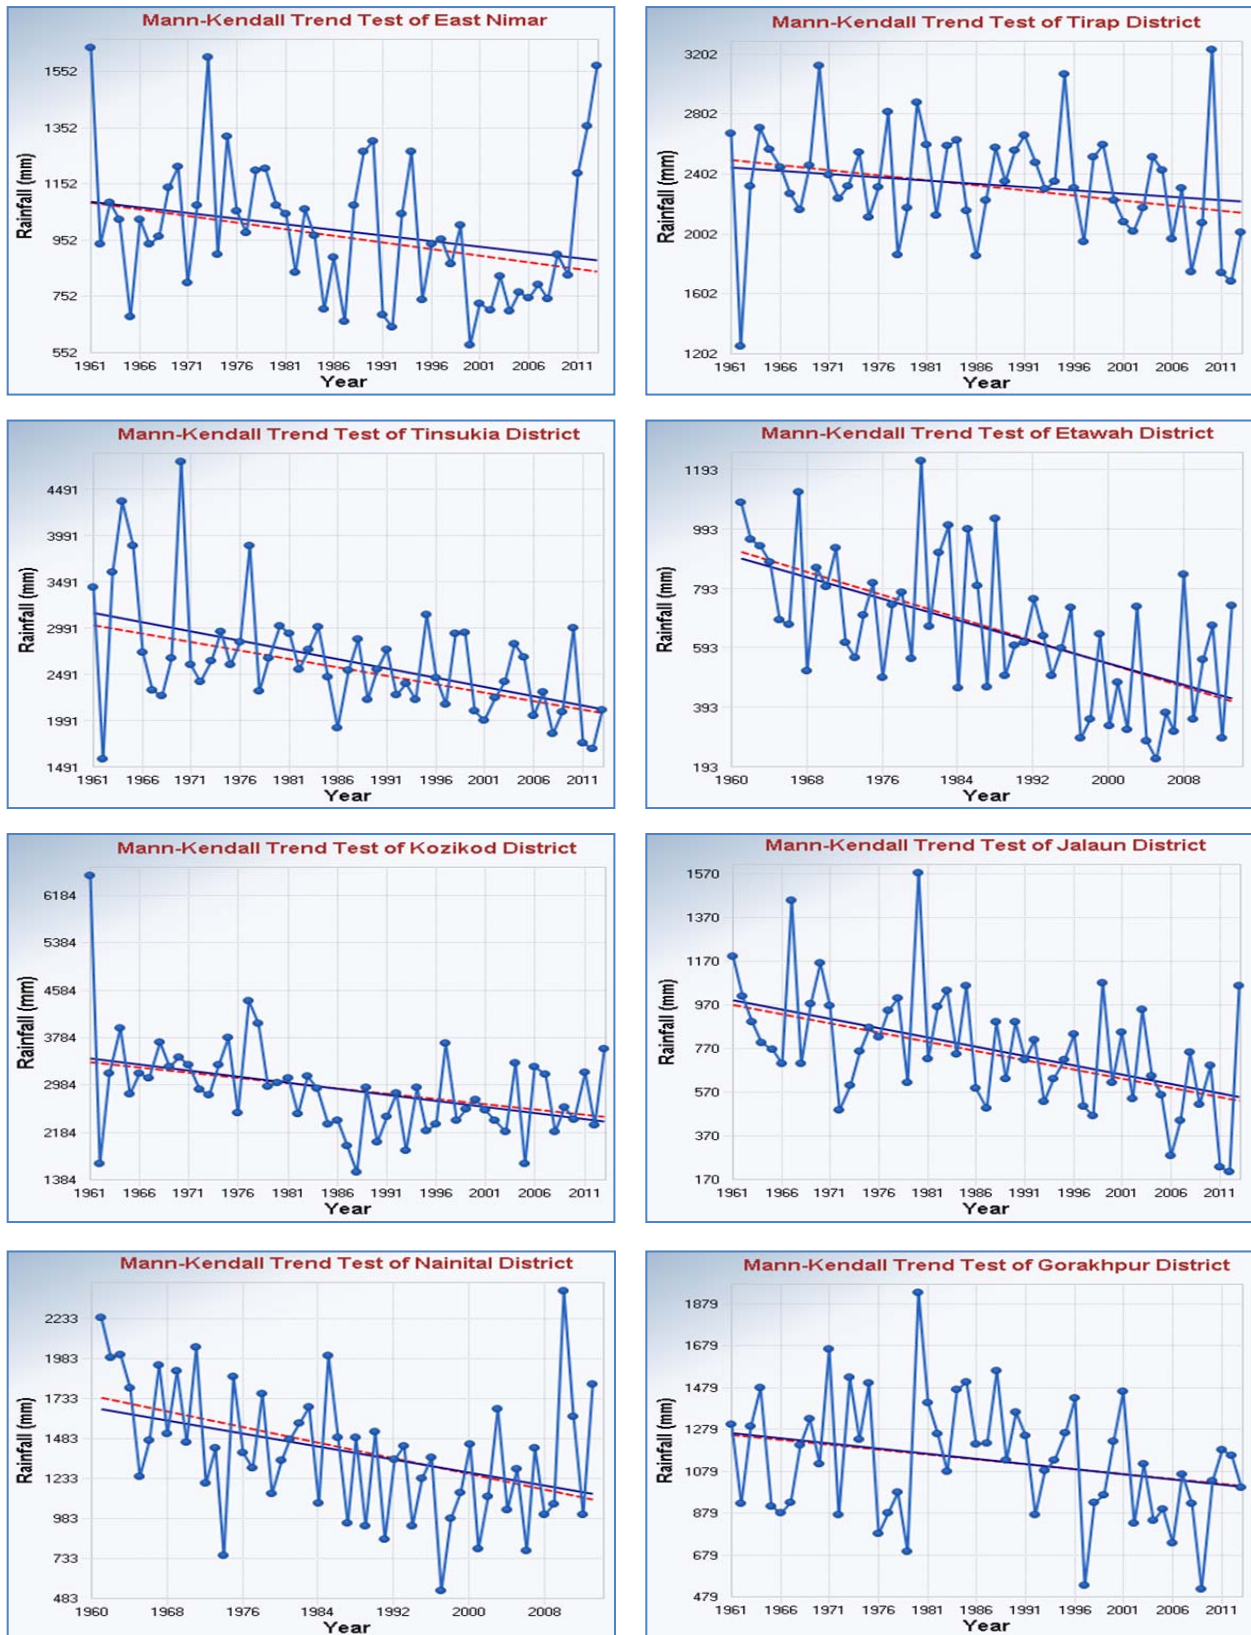 Mann-Kendall Trend Test of East Nimar
Rainfall (mm)
1552
1352
1152
952
752
552
1961 1966 1971 1976 1981 1986 1991 1996 2001 2006 2011
Year
Mann-Kendall Trend Test of Tirap District
Rainfall (mm)
3202
2802
2402
2002
1602
1202
1961 1966 1971 1976 1981 1986 1991 1996 2001 2006 2011
Year
Mann-Kendall Trend Test of Tinsukia District
Rainfall (mm)
4491
3991
3491
2991
2491
1991
1491
1961 1966 1971 1976 1981 1986 1991 1996 2001 2006 2011
Year
Mann-Kendall Trend Test of Etawah District
Rainfall (mm)
1193
993
793
593
393
193
1960 1968 1976 1984 1992 2000 2008
Year
Mann-Kendall Trend Test of Kozikod District
Rainfall (mm)
6184
5384
4584
3784
2984
2184
1384
1961 1966 1971 1976 1981 1986 1991 1996 2001 2006 2011
Year
Mann-Kendall Trend Test of Jalaun District
Rainfall (mm)
1570
1370
1170
970
770
570
370
170
1961 1966 1971 1976 1981 1986 1991 1996 2001 2006 2011
Year
Mann-Kendall Trend Test of Nainital District
Rainfall (mm)
2233
1983
1733
1483
1233
983
733
483
1960 1968 1976 1984 1992 2000 2008
Year
Mann-Kendall Trend Test of Gorakhpur District
Rainfall (mm)
1879
1679
1479
1279
1079
879
679
479
1961 1966 1971 1976 1981 1986 1991 1996 2001 2006 2011
Year